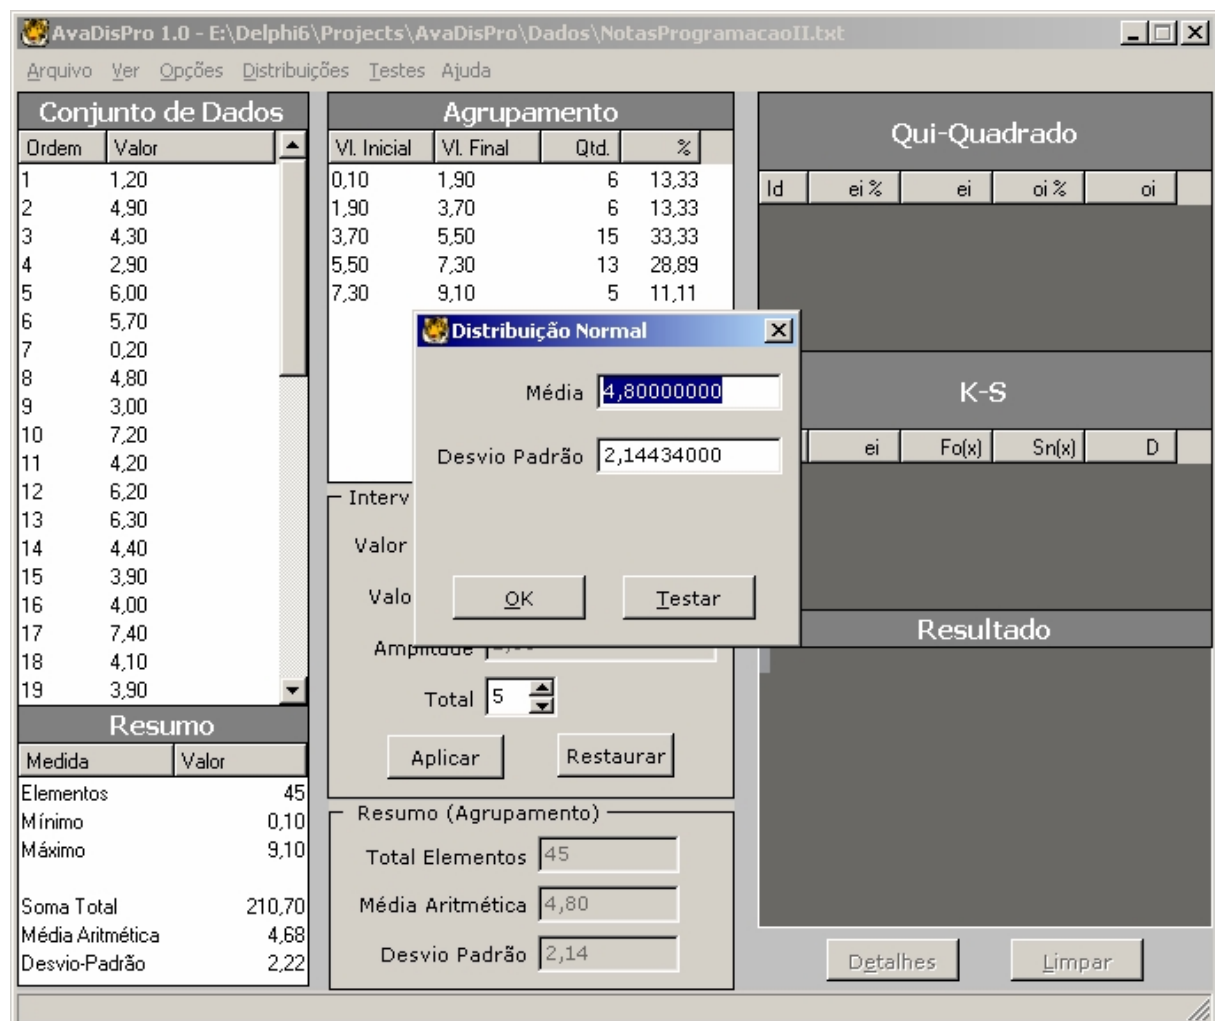 AvaDisPro 1.0 - E:\Delphi6\Projects\AvaDisPro\Dados\NotasProgramacaoII.txt
Arquivo Ver Opções Distribuições Testes Ajuda
Conjunto de Dados
Ordem Valor
1 1,20
2 4,90
3 4,30
4 2,90
5 6,00
6 5,70
7 0,20
8 4,80
9 3,00
10 7,20
11 4,20
12 6,20
13 6,30
14 4,40
15 3,90
16 4,00
17 7,40
18 4,10
19 3,90
Resumo
Medida Valor
Elementos 45
Mínimo 0,10
Máximo 9,10
Soma Total 210,70
Média Aritmética 4,68
Desvio-Padrão 2,22
Agrupamento
Vl. Inicial Vl. Final Qtd. %
0,10 1,90 6 13,33
1,90 3,70 6 13,33
3,70 5,50 15 33,33
5,50 7,30 13 28,89
7,30 9,10 5 11,11
Distribuição Normal
Média 4,80000000
Desvio Padrão 2,14434000
OK Testar
Interv
Valor
Valo
Amplitude
Total 5
Aplicar Restaurar
Resumo (Agrupamento)
Total Elementos 45
Média Aritmética 4,80
Desvio Padrão 2,14
Qui-Quadrado
Id ei % ei oi % oi
K-S
ei Fo(x) Sn(x) D
Resultado
Detalhes Limpar